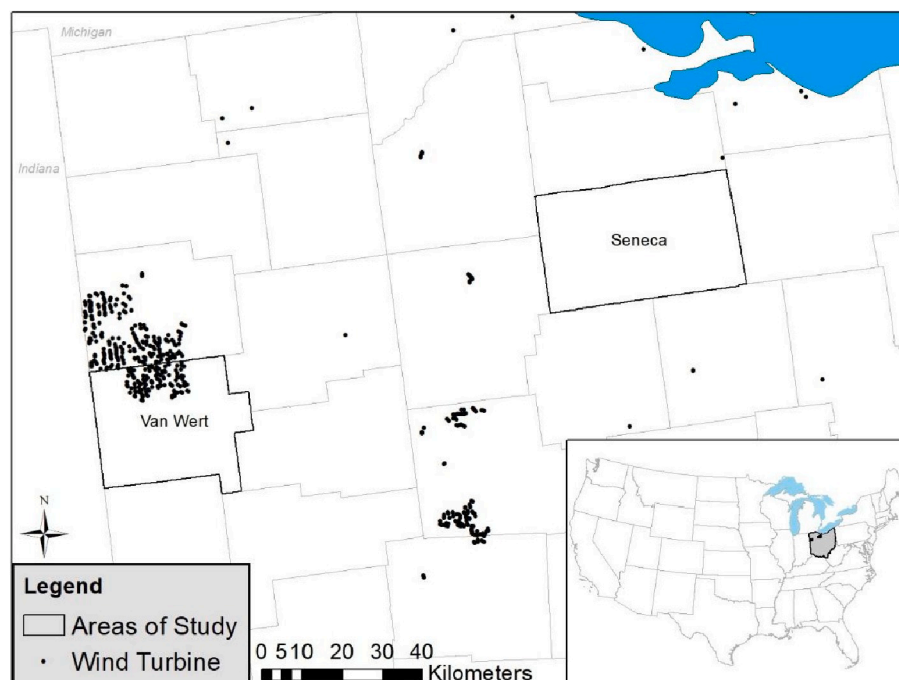 Michigan
Indiana
Seneca
Van Wert
N
Legend
Areas of Study
Wind Turbine
0 5 10 20 30 40
Kilometers